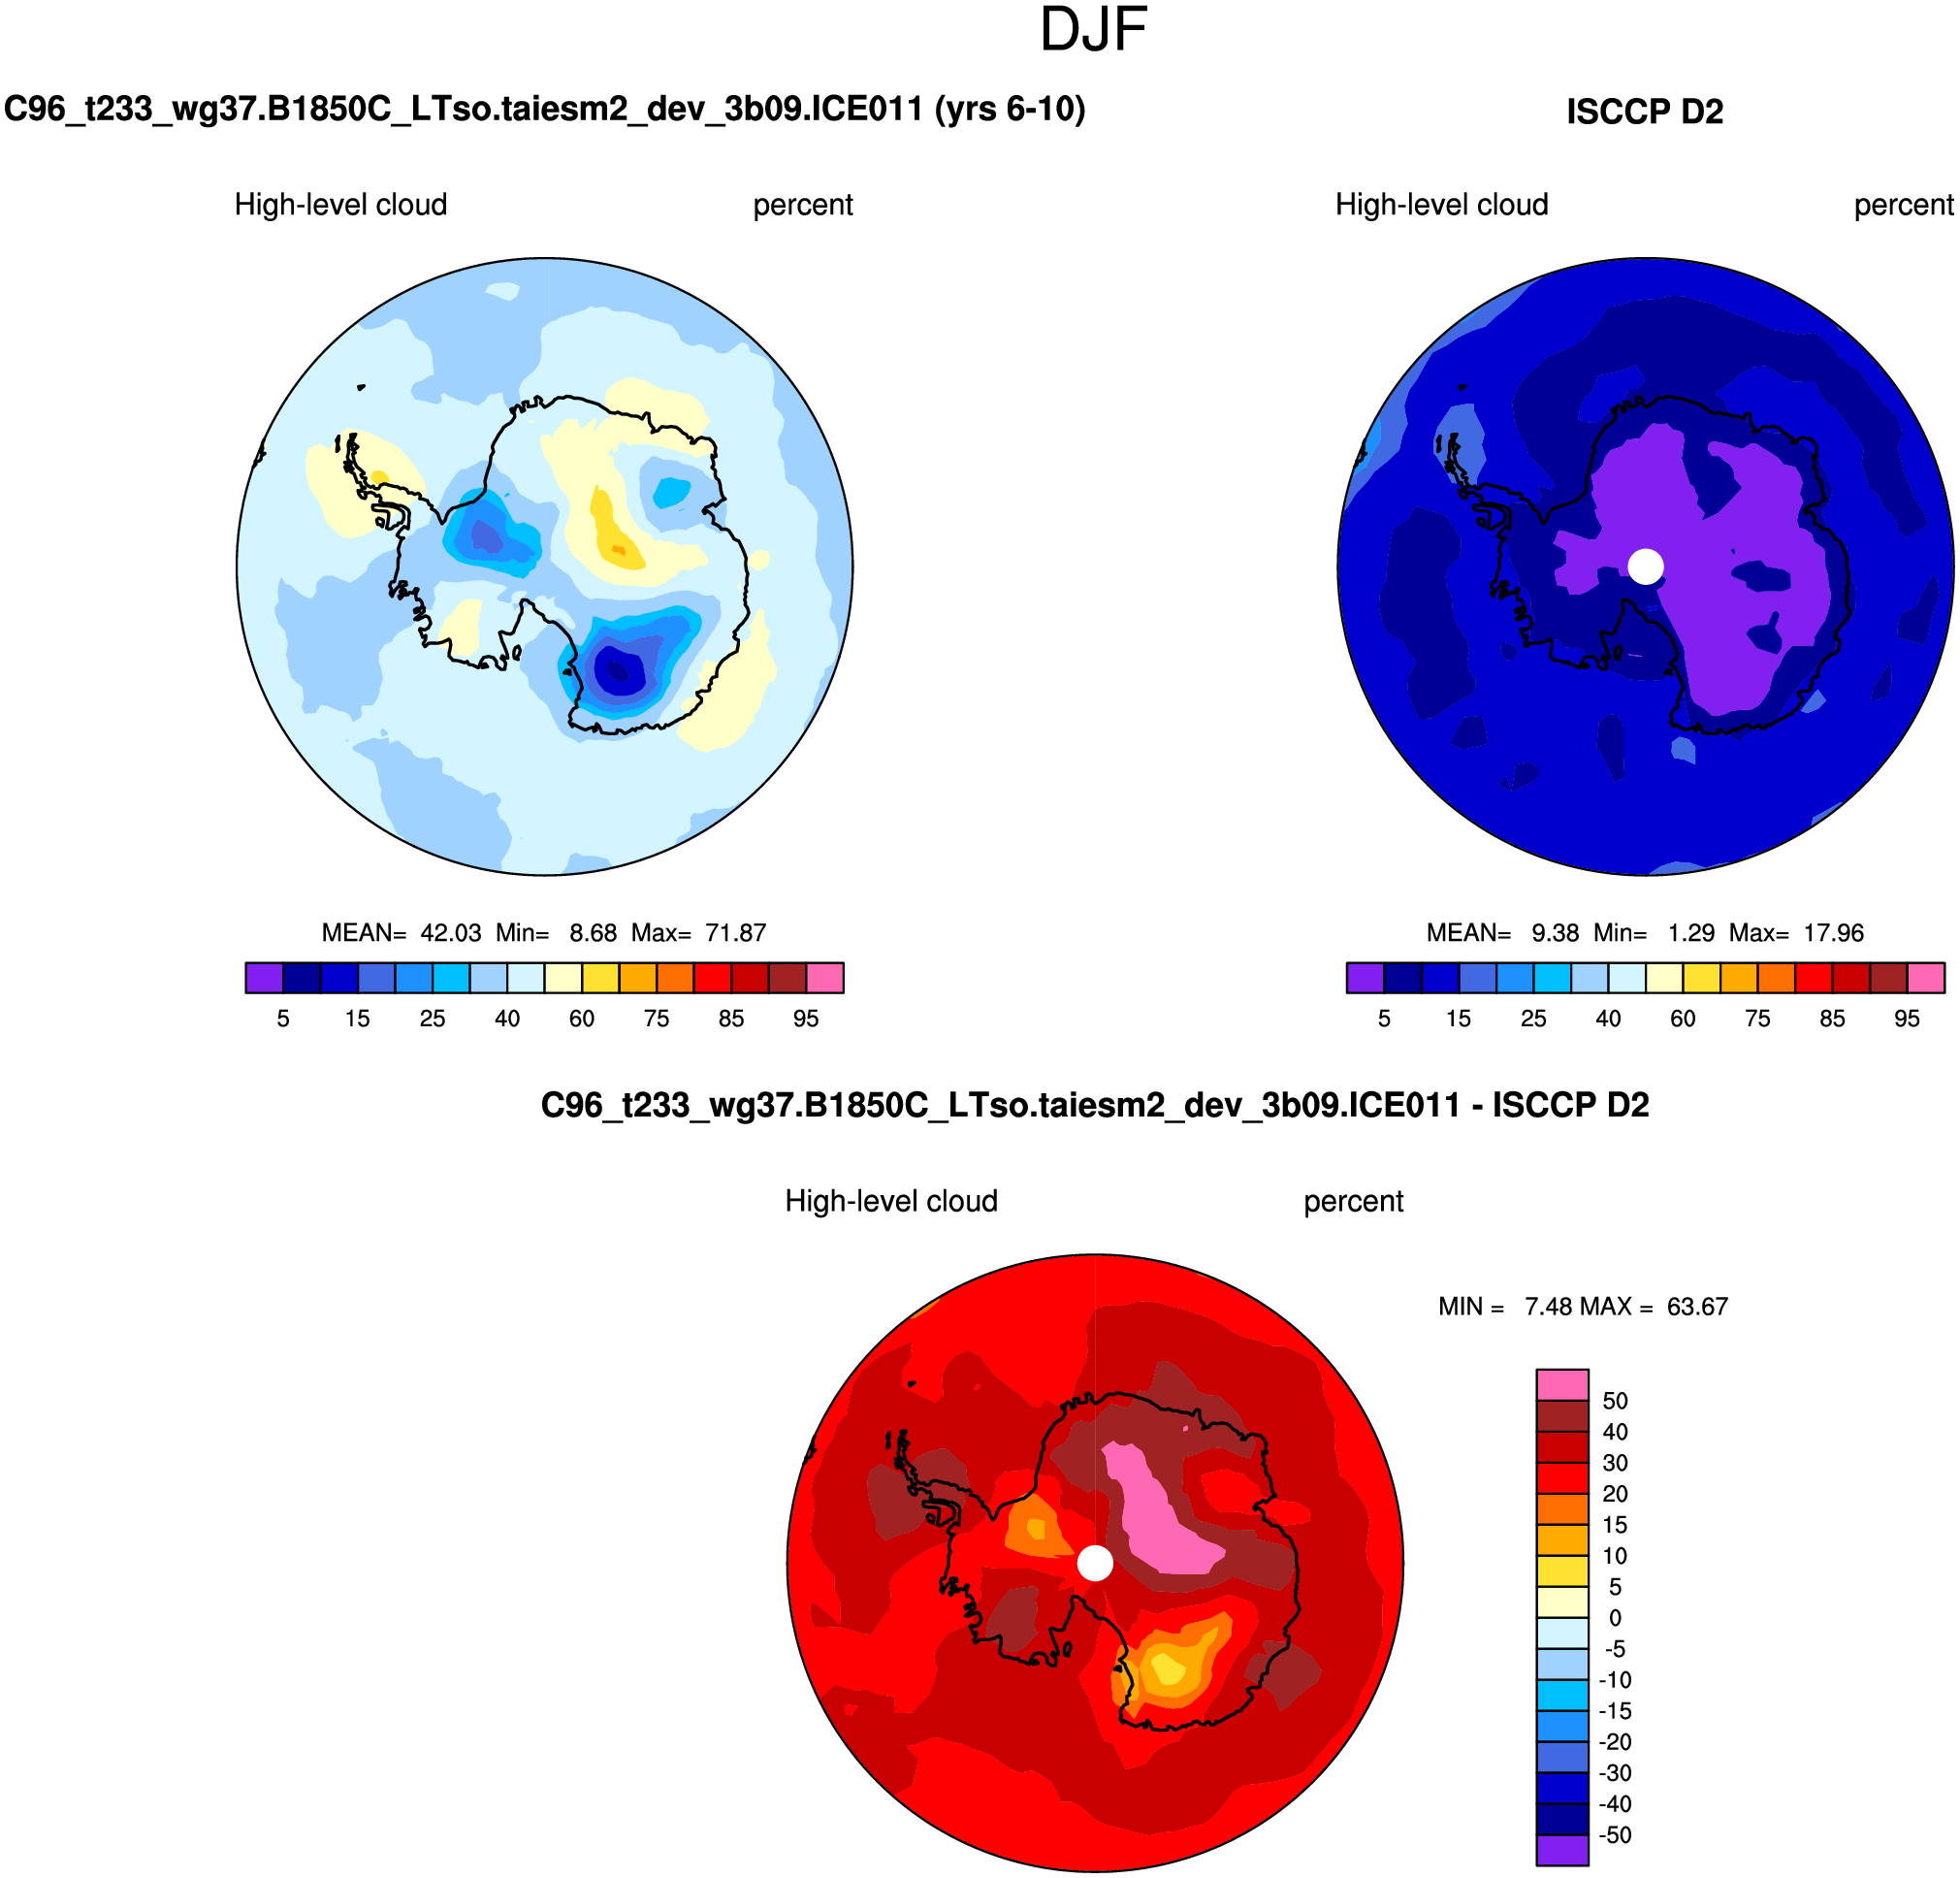 DJF
C96_t233_wg37.B1850C_LTso.taiesm2_dev_3b09.ICE011 (yrs 6-10)
ISCCP D2
High-level cloud percent
High-level cloud percent
MEAN= 42.03 Min= 8.68 Max= 71.87
MEAN= 9.38 Min= 1.29 Max= 17.96
5 15 25 40 60 75 85 95
5 15 25 40 60 75 85 95
C96_t233_wg37.B1850C_LTso.taiesm2_dev_3b09.ICE011 - ISCCP D2
High-level cloud percent
MIN = 7.48 MAX = 63.67
50
40
30
20
15
10
5
0
-5
-10
-15
-20
-30
-40
-50